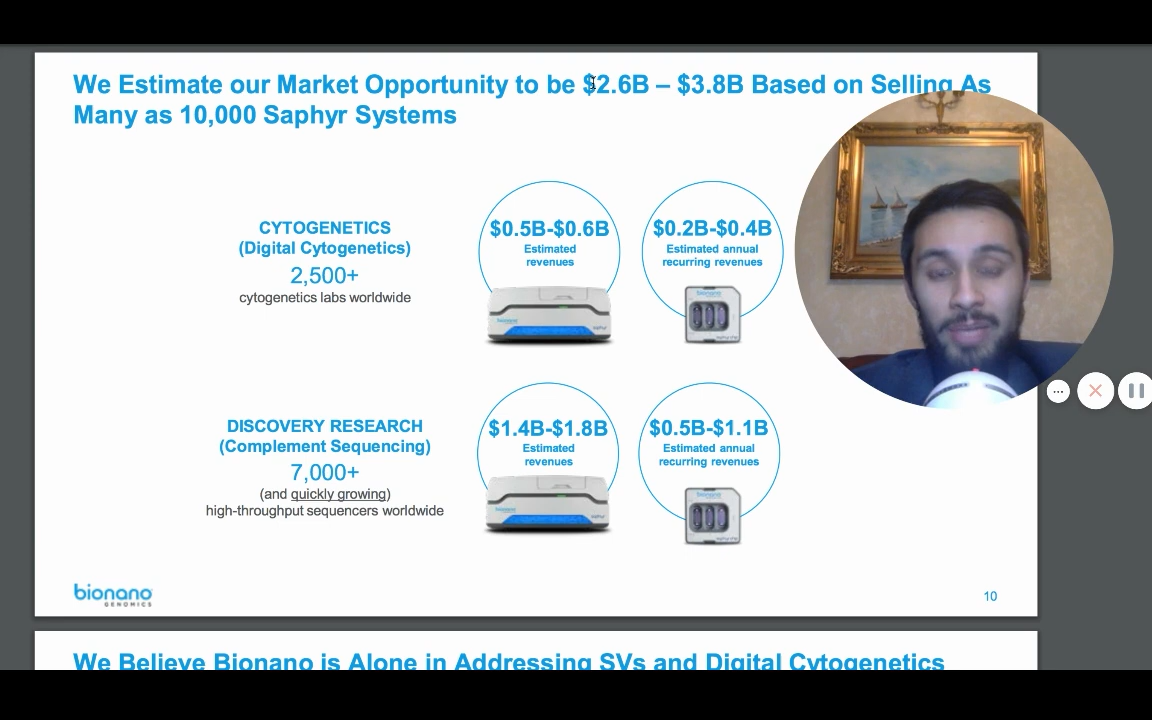 We Estimate our Market Opportunity to be $2.6B – $3.8B Based on Selling As
Many as 10,000 Saphyr Systems
CYTOGENETICS
(Digital Cytogenetics)
2,500+
cytogenetics labs worldwide
$0.5B-$0.6B
Estimated
revenues
$0.2B-$0.4B
Estimated annual
recurring revenues
bionano
DISCOVERY RESEARCH
(Complement Sequencing)
7,000+
(and quickly growing)
high-throughput sequencers worldwide
$1.4B-$1.8B
Estimated
revenues
$0.5B-$1.1B
Estimated annual
recurring revenues
bionano
bionano
GENOMICS
10
We Believe Bionano is Alone in Addressing SVs and Digital Cytogenetics